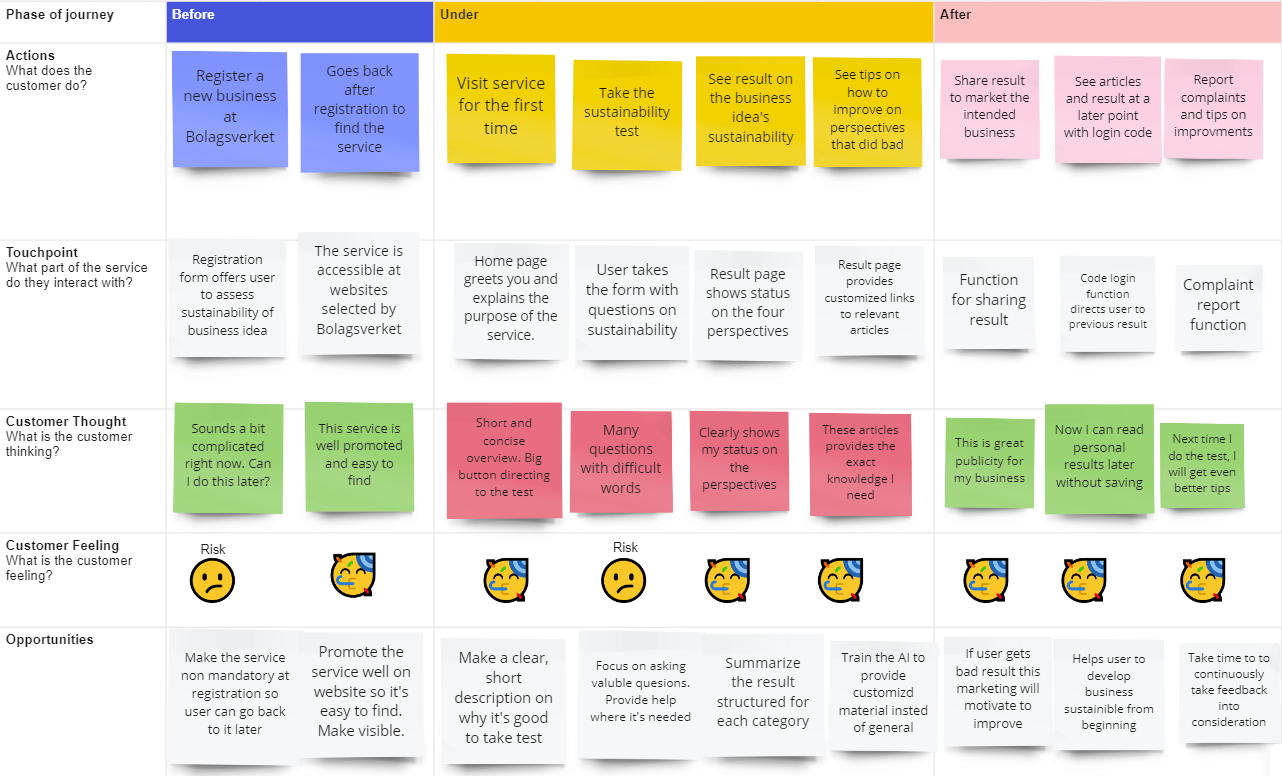 Phase of journey
Before
Under
After
Actions
What does the
customer do?
Register a
new business
at
Bolagsverket
Goes back
after
registration to
find the
service
Visit service
for the first
time
Take the
sustainability
test
See result on
the business
idea's
sustainability
See tips on
how to
improve on
perspectives
that did bad
Share result
to market the
intended
business
See articles
and result at a
later point
with login code
Report
complaints
and tips on
improvments
Touchpoint
What part of the service
do they interact with?
Registration
form offers user
to assess
sustainability of
business idea
The service is
accessible at
websites
selected by
Bolagsverket
Home page
greets you and
explains the
purpose of the
service.
User takes
the form with
questions on
sustainability
Result page
shows status
on the four
perspectives
Result page
provides
customized links
to relevant
articles
Function
for sharing
result
Code login
function
directs user to
previous result
Complaint
report
function
Customer Thought
What is the customer
thinking?
Sounds a bit
complicated
right now. Can
I do this later?
This service is
well promoted
and easy to
find
Short and
concise
overview. Big
button directing
to the test
Many
questions
with difficult
words
Clearly shows
my status on
the
perspectives
These articles
provides the
exact
knowledge I
need
This is great
publicity for
my business
Now I can read
personal
results later
without saving
Next time I
do the test, I
will get even
better tips
Customer Feeling
What is the customer
feeling?
Risk
Risk
Opportunities
Make the service
non mandatory at
registration so
user can go back
to it later
Promote the
service well on
website so it's
easy to find.
Make visible.
Make a clear,
short
description on
why it's good
to take test
Focus on asking
valuble quesions.
Provide help
where it's needed
Summarize
the result
structured for
each category
Train the AI to
provide
customizd
material insted
of general
If user gets
bad result this
marketing will
motivate to
improve
Helps user to
develop
business
sustainible from
beginning
Take time to to
continuously
take feedback
into
consideration